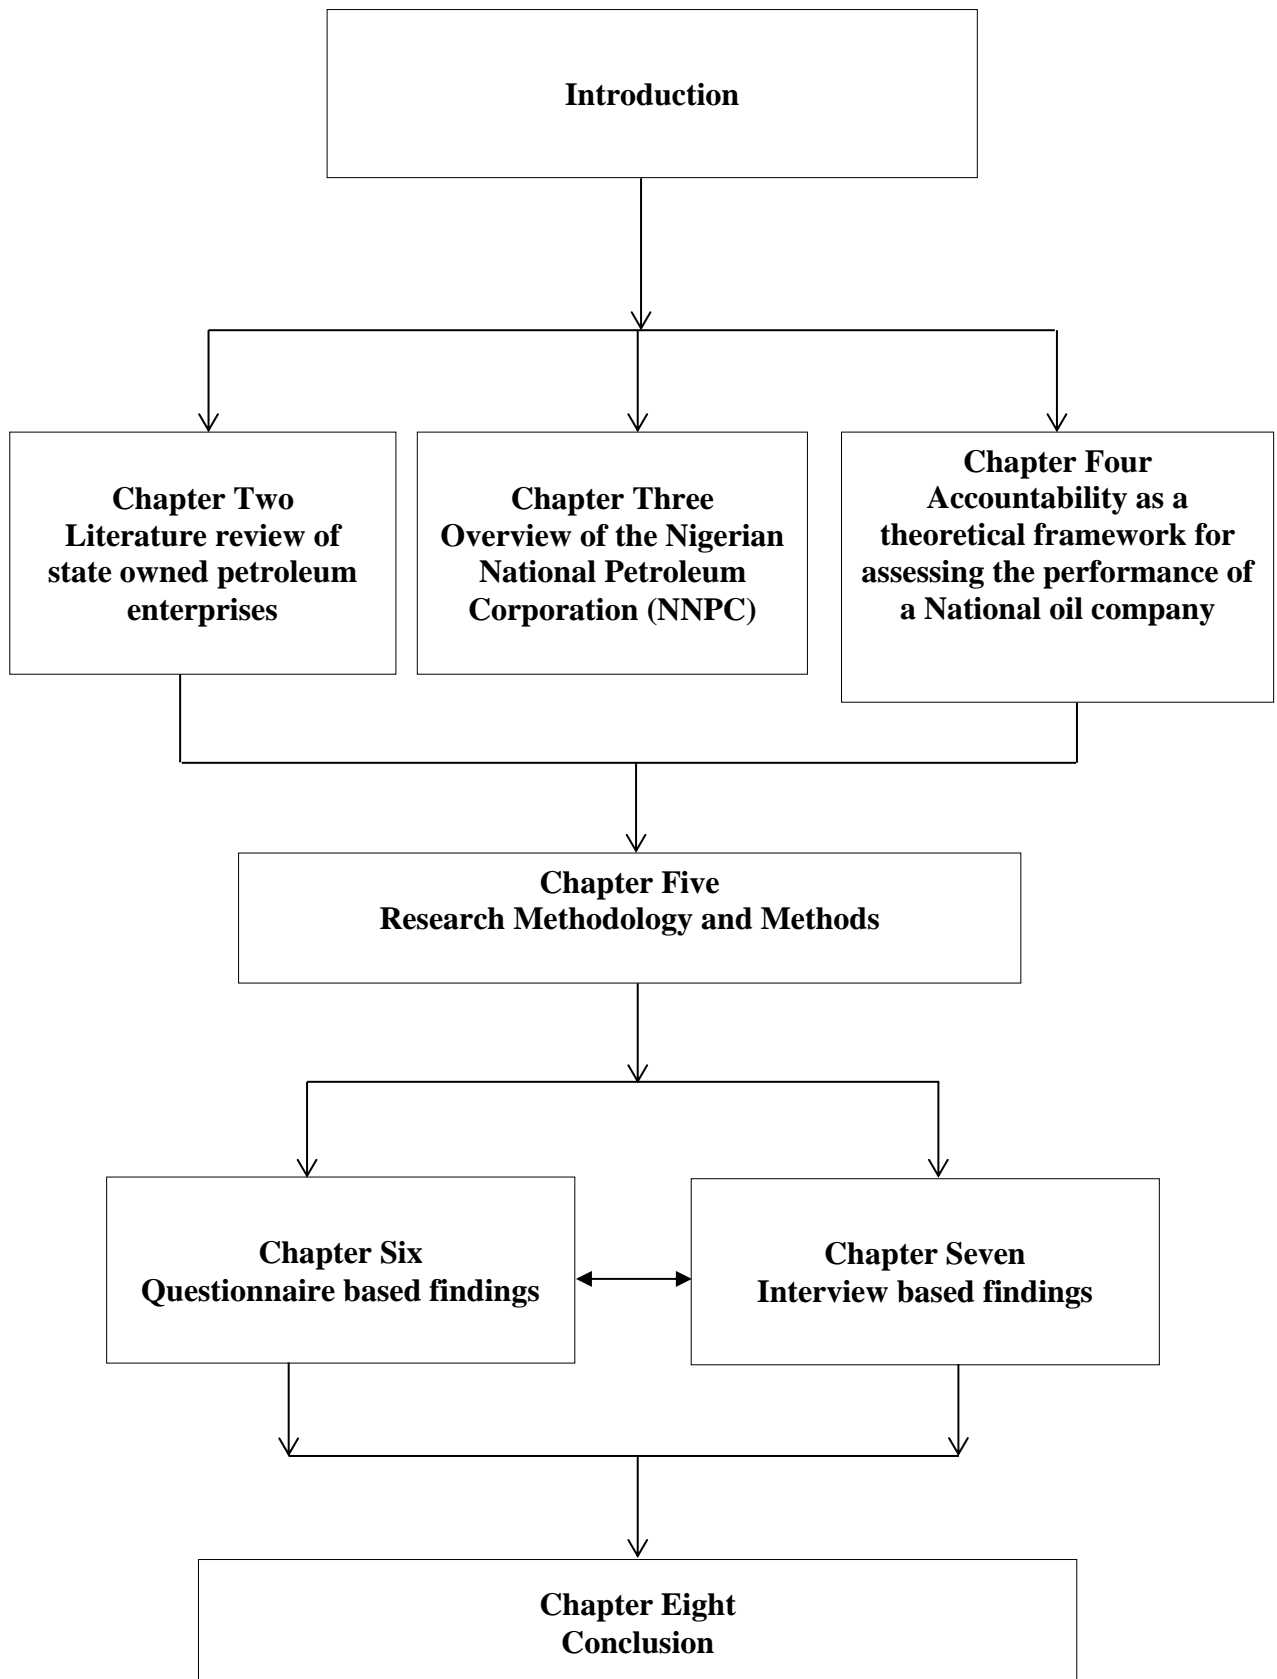 Introduction
Chapter Two
Literature review of
state owned petroleum
enterprises
Chapter Three
Overview of the Nigerian
National Petroleum
Corporation (NNPC)
Chapter Four
Accountability as a
theoretical framework for
assessing the performance of
a National oil company
Chapter Five
Research Methodology and Methods
Chapter Six
Questionnaire based findings
Chapter Seven
Interview based findings
Chapter Eight
Conclusion